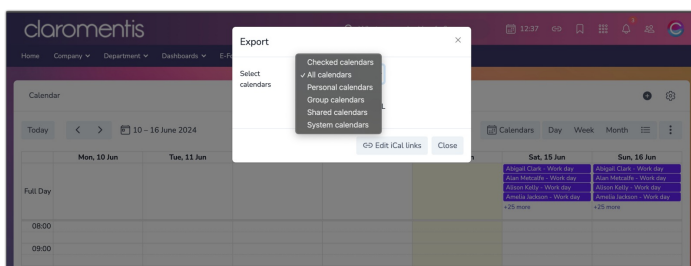 claromentis
12:37
Home Company Department Dashboards
Export
Select calendars
Checked calendars
✓ All calendars
Personal calendars
Group calendars
Shared calendars
System calendars
Edit iCal links Close
Calendar
Today 10 – 16 June 2024 Calendars Day Week Month
Mon, 10 Jun Tue, 11 Jun Sat, 15 Jun Sun, 16 Jun
Full Day
Abigail Clark - Work day Abigail Clark - Work day
Alan Metcalfe - Work day Alan Metcalfe - Work day
Alison Kelly - Work day Alison Kelly - Work day
Amelia Jackson - Work day Amelia Jackson - Work day
+25 more +25 more
08:00
09:00